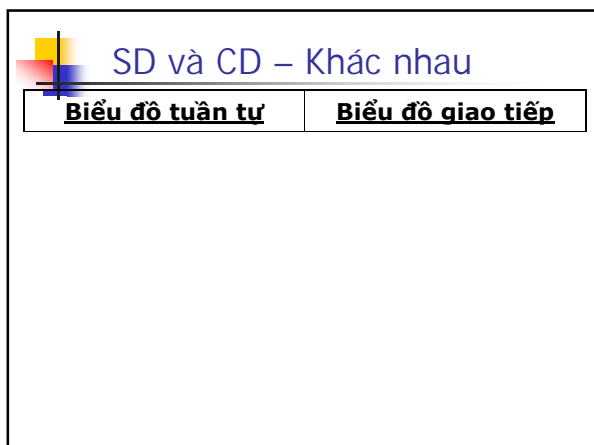 SD và CD – Khác nhau
Biểu đồ tuần tự Biểu đồ giao tiếp